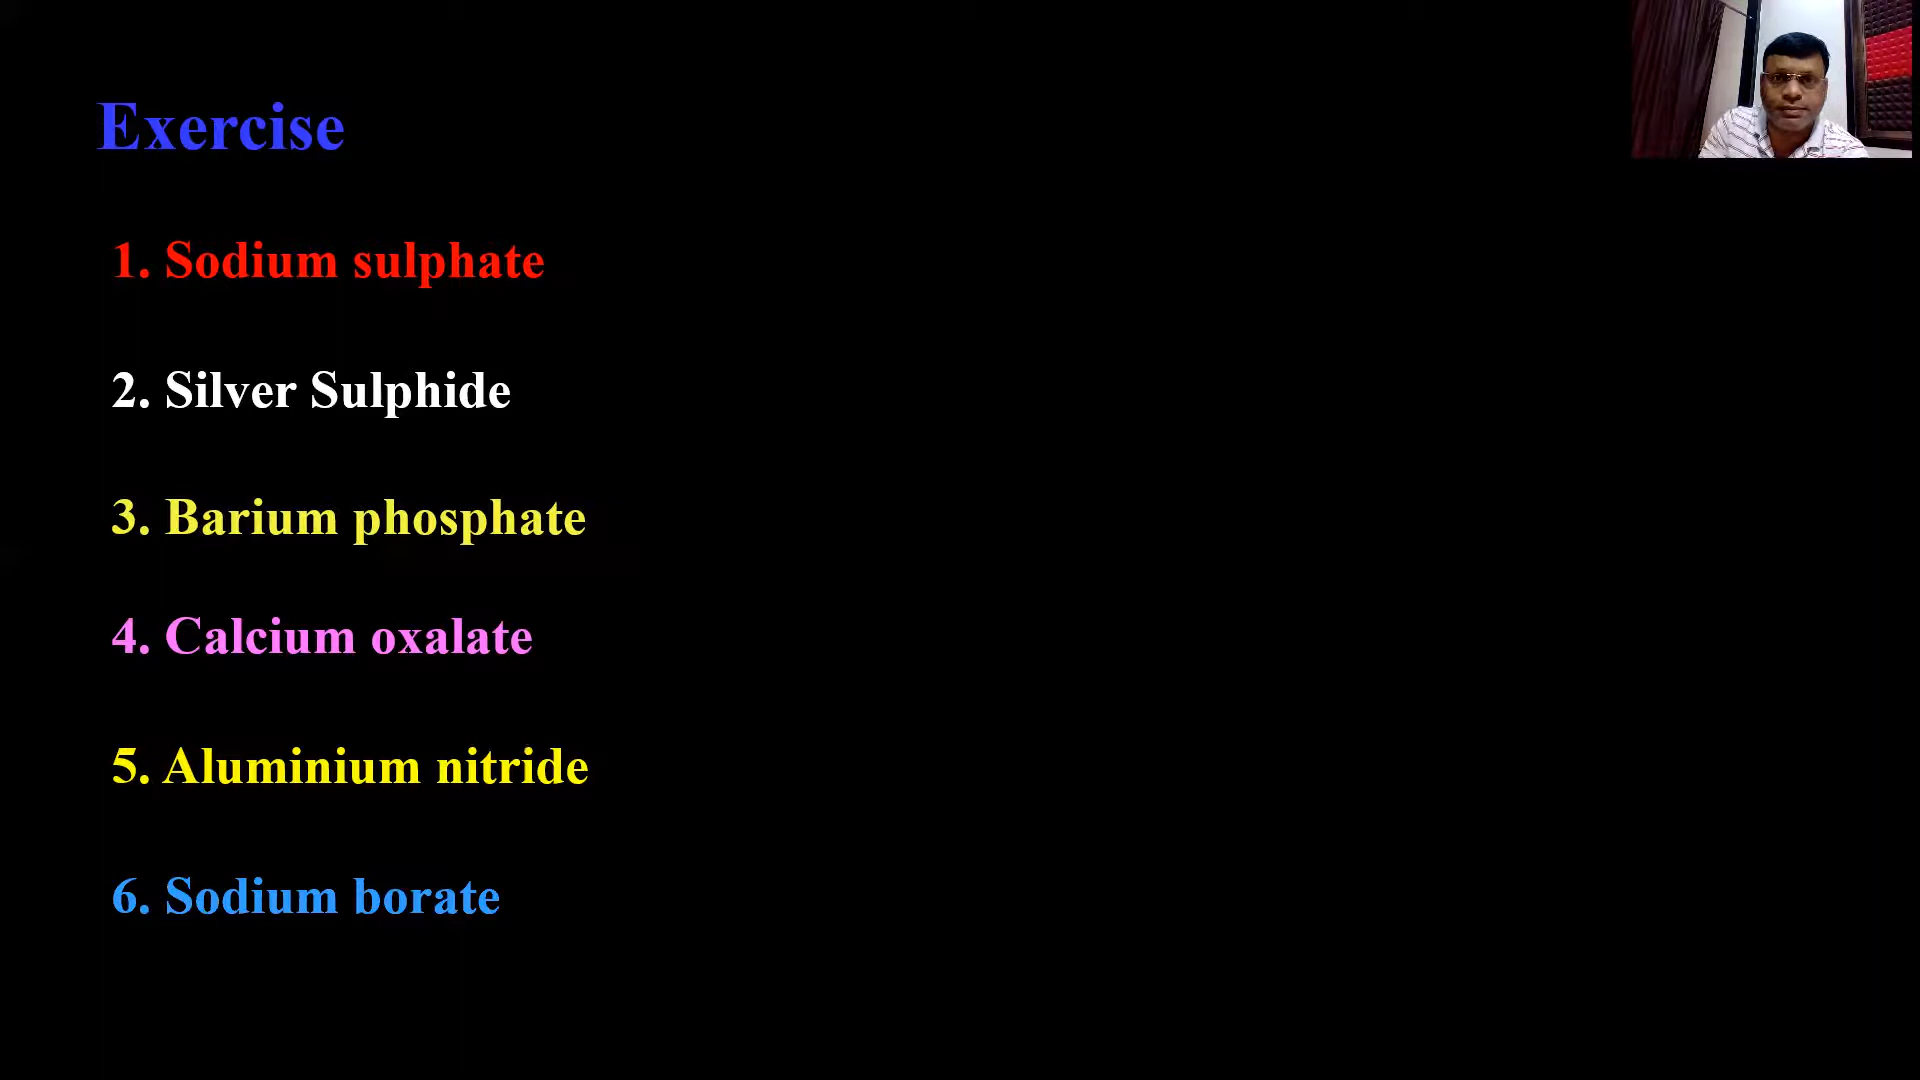 Exercise
1. Sodium sulphate
2. Silver Sulphide
3. Barium phosphate
4. Calcium oxalate
5. Aluminium nitride
6. Sodium borate